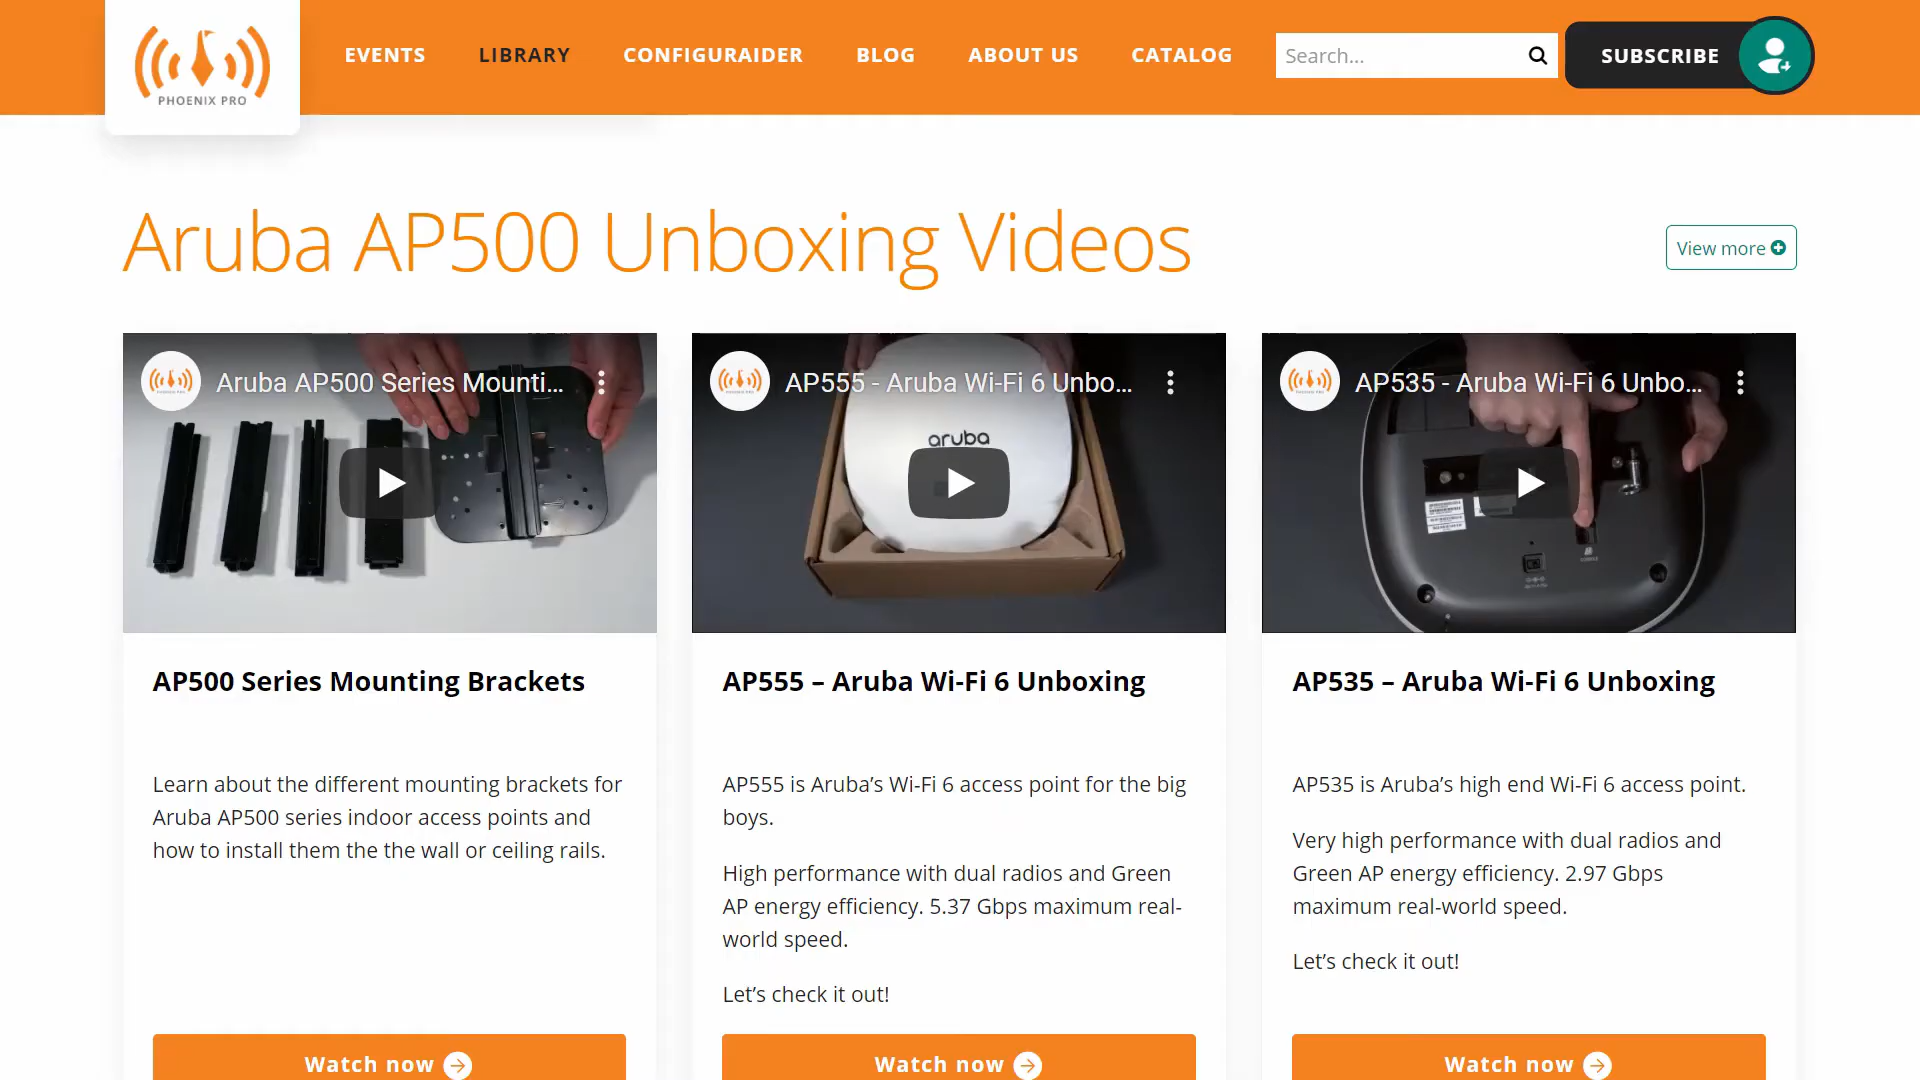 PHOENIX PRO
EVENTS
LIBRARY
CONFIGURAIDER
BLOG
ABOUT US
CATALOG
Search...
SUBSCRIBE
Aruba AP500 Unboxing Videos
View more
Aruba AP500 Series Mounti...
AP555 - Aruba Wi-Fi 6 Unbo...
aruba
AP535 - Aruba Wi-Fi 6 Unbo...
AP500 Series Mounting Brackets
Learn about the different mounting brackets for
Aruba AP500 series indoor access points and
how to install them the the wall or ceiling rails.
Watch now
AP555 – Aruba Wi-Fi 6 Unboxing
AP555 is Aruba’s Wi-Fi 6 access point for the big
boys.
High performance with dual radios and Green
AP energy efficiency. 5.37 Gbps maximum real-
world speed.
Let’s check it out!
Watch now
AP535 – Aruba Wi-Fi 6 Unboxing
AP535 is Aruba’s high end Wi-Fi 6 access point.
Very high performance with dual radios and
Green AP energy efficiency. 2.97 Gbps
maximum real-world speed.
Let’s check it out!
Watch now